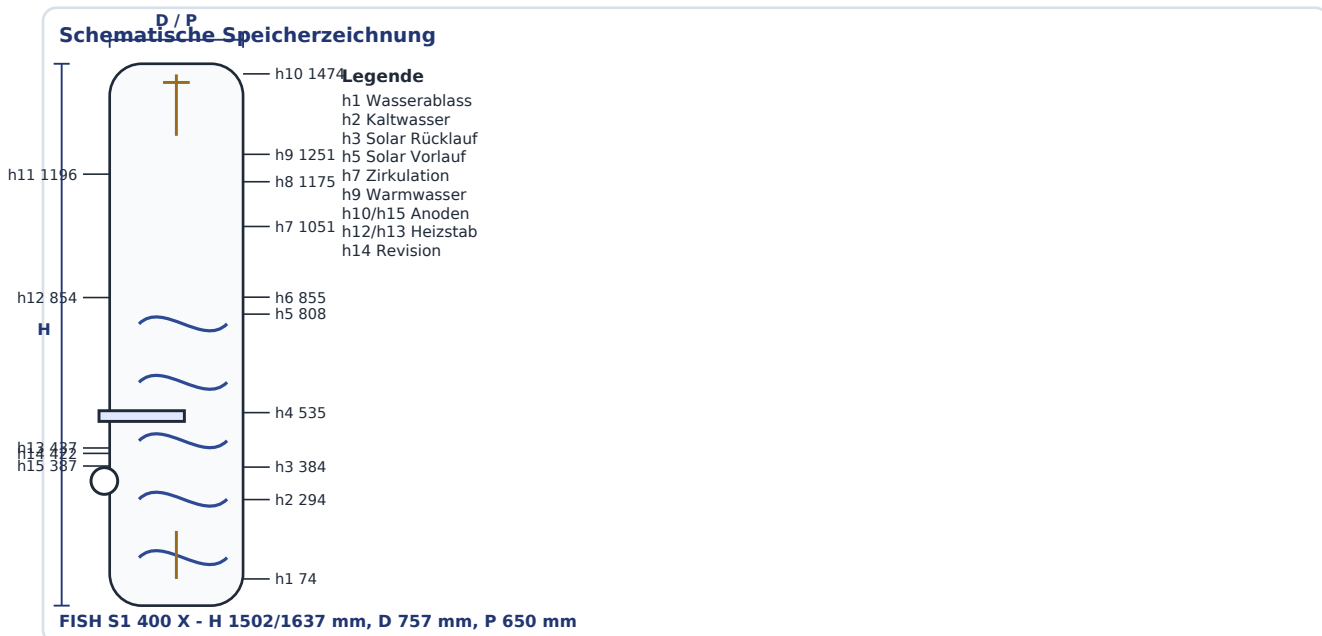 D / P
Schematische Speicherzeichnung
h10 1474
Legende
h1 Wasserablass
h2 Kaltwasser
h3 Solar Rücklauf
h5 Solar Vorlauf
h7 Zirkulation
h9 Warmwasser
h10/h15 Anoden
h12/h13 Heizstab
h14 Revision
h9 1251
h8 1175
h7 1051
h6 855
h5 808
h4 535
h3 384
h2 294
h1 74
h11 1196
h12 854
H
h13 437
h14 422
h15 387
FISH S1 400 X - H 1502/1637 mm, D 757 mm, P 650 mm